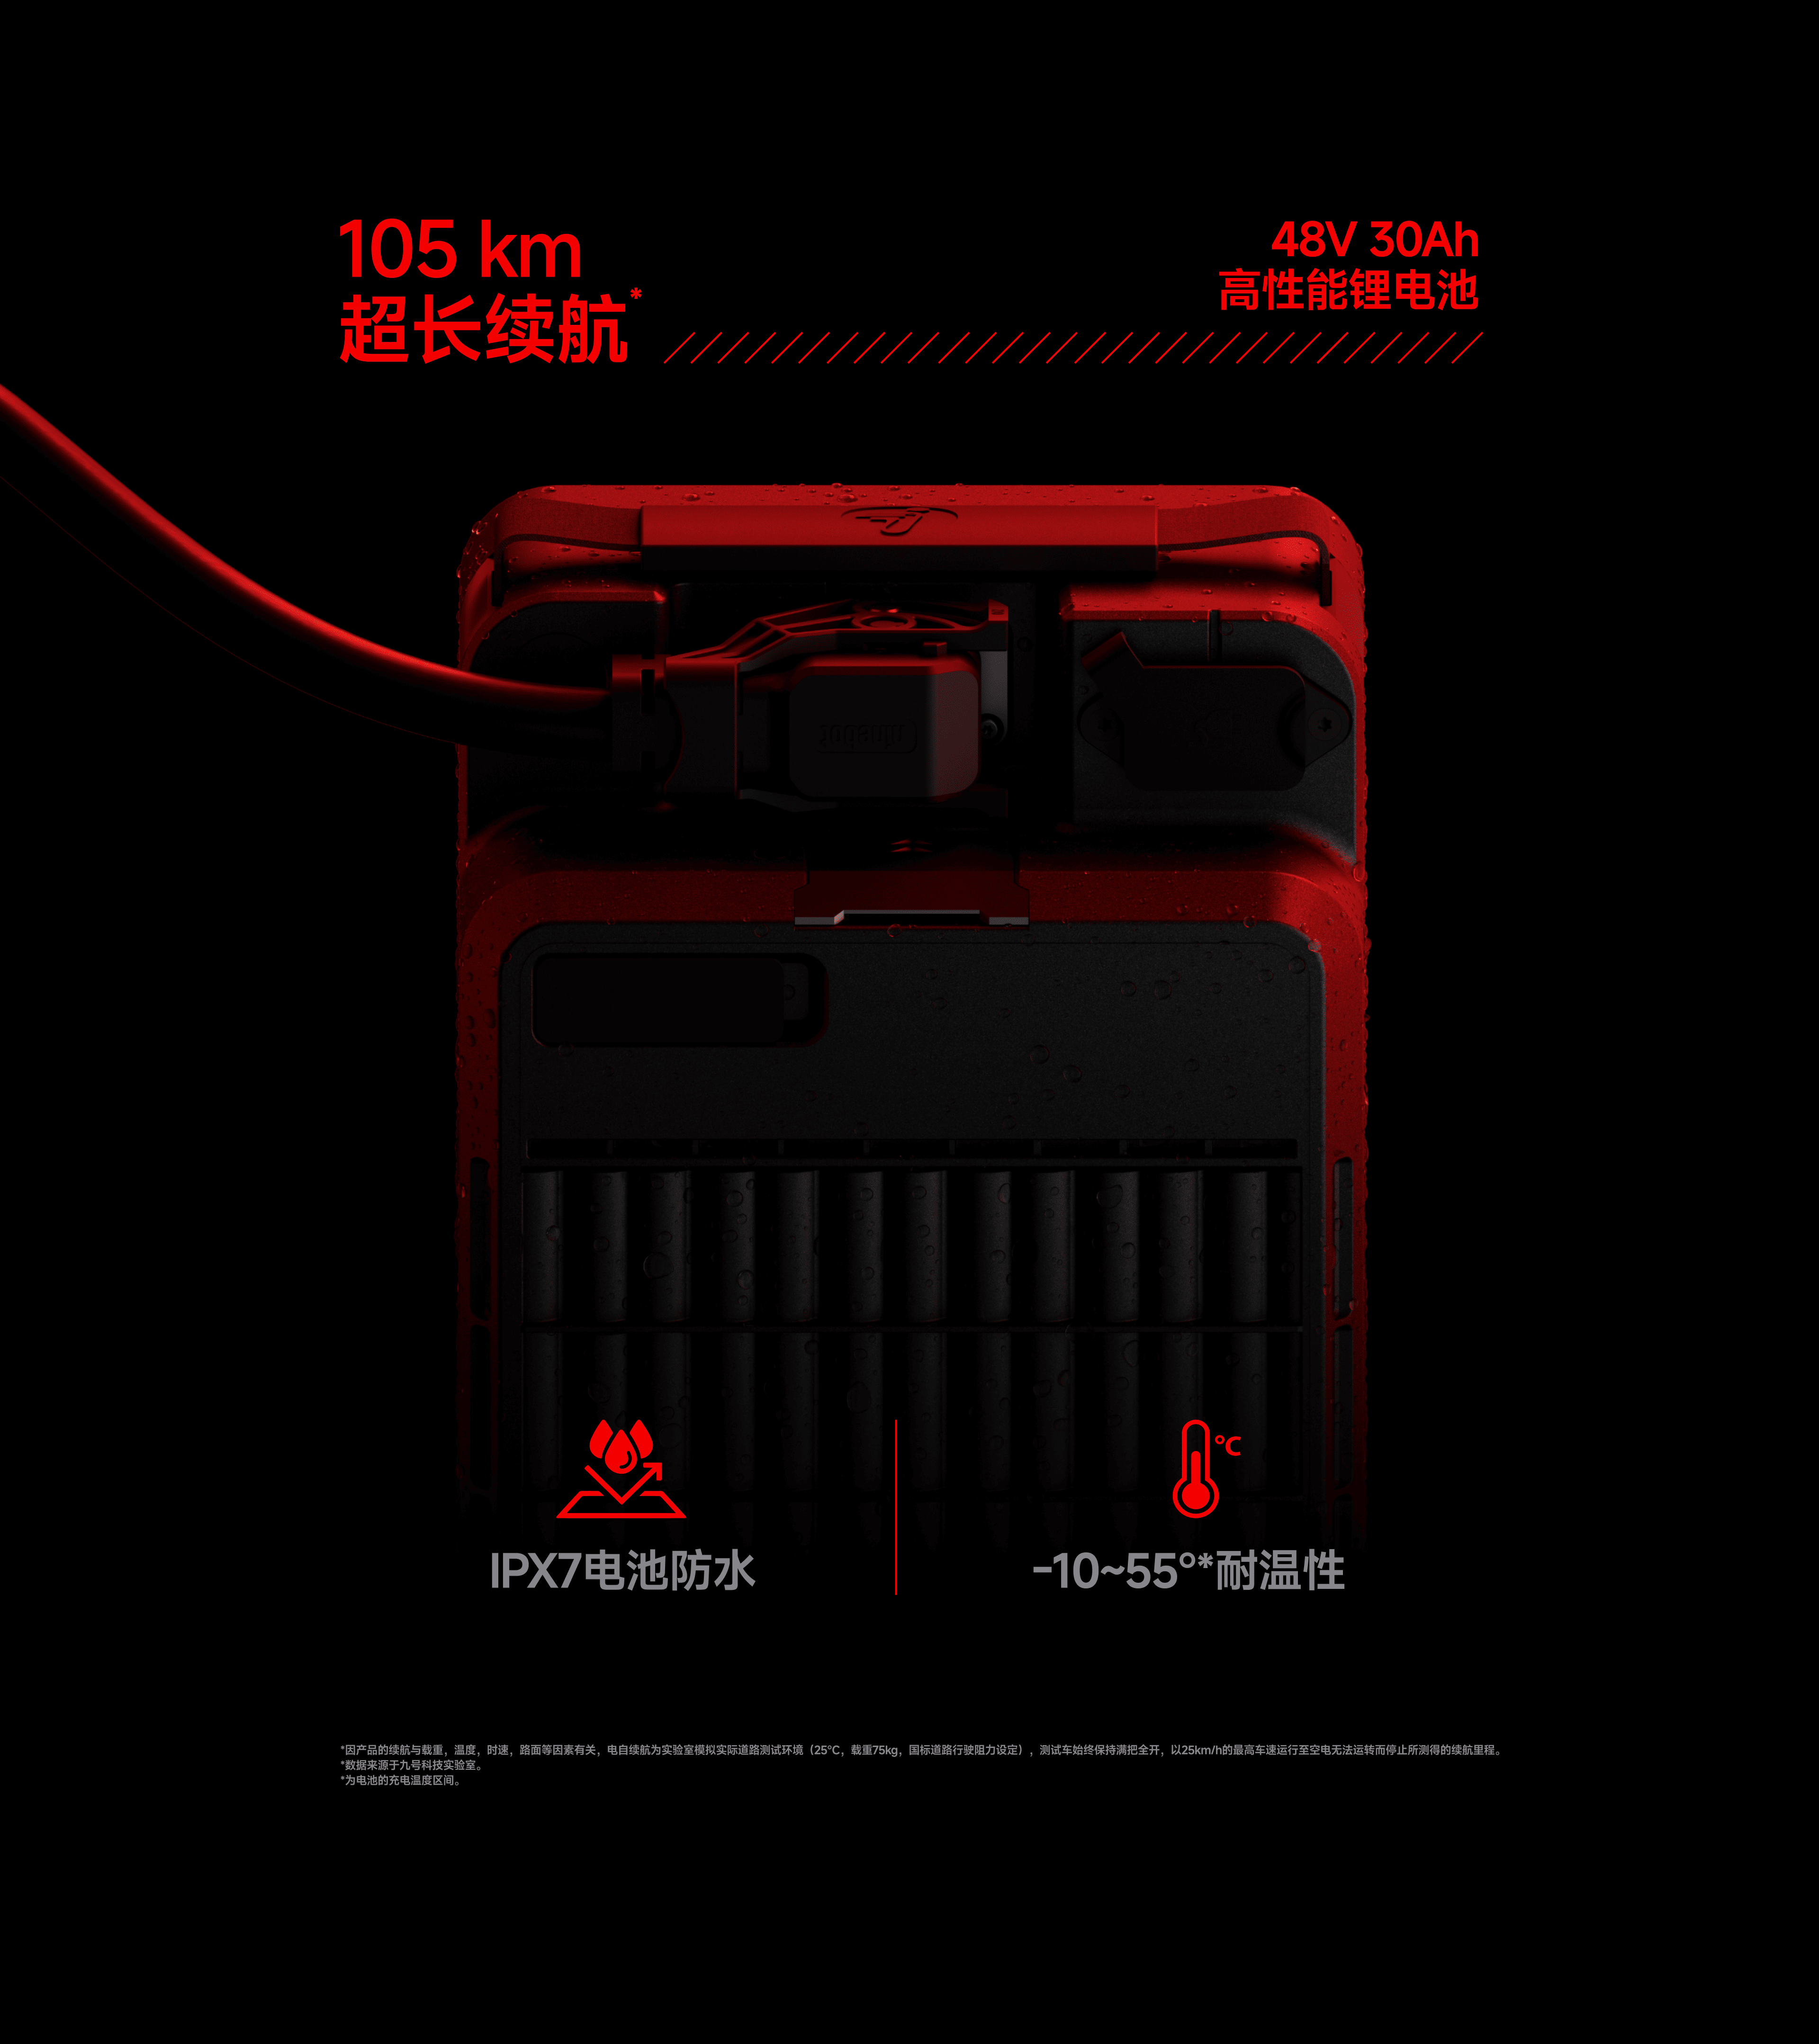 105 km
超长续航*
48V 30Ah
高性能锂电池
ninebot
℃
IPX7电池防水
-10~55°*耐温性
*因产品的续航与载重，温度，时速，路面等因素有关，电自续航为实验室模拟实际道路测试环境（25°C，载重75kg，国标道路行驶阻力设定），测试车始终保持满把全开，以25km/h的最高车速运行至空电无法运转而停止所测得的续航里程。
*数据来源于九号科技实验室。
*为电池的充电温度区间。